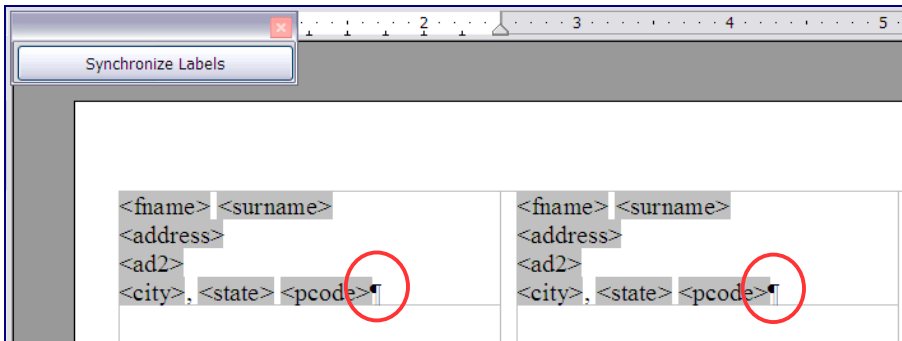 2 3 4 5
Synchronize Labels
<fname> <surname> <fname> <surname>
<address> <address>
<ad2> <ad2>
<city>, <state> <pcode>¶ <city>, <state> <pcode>¶